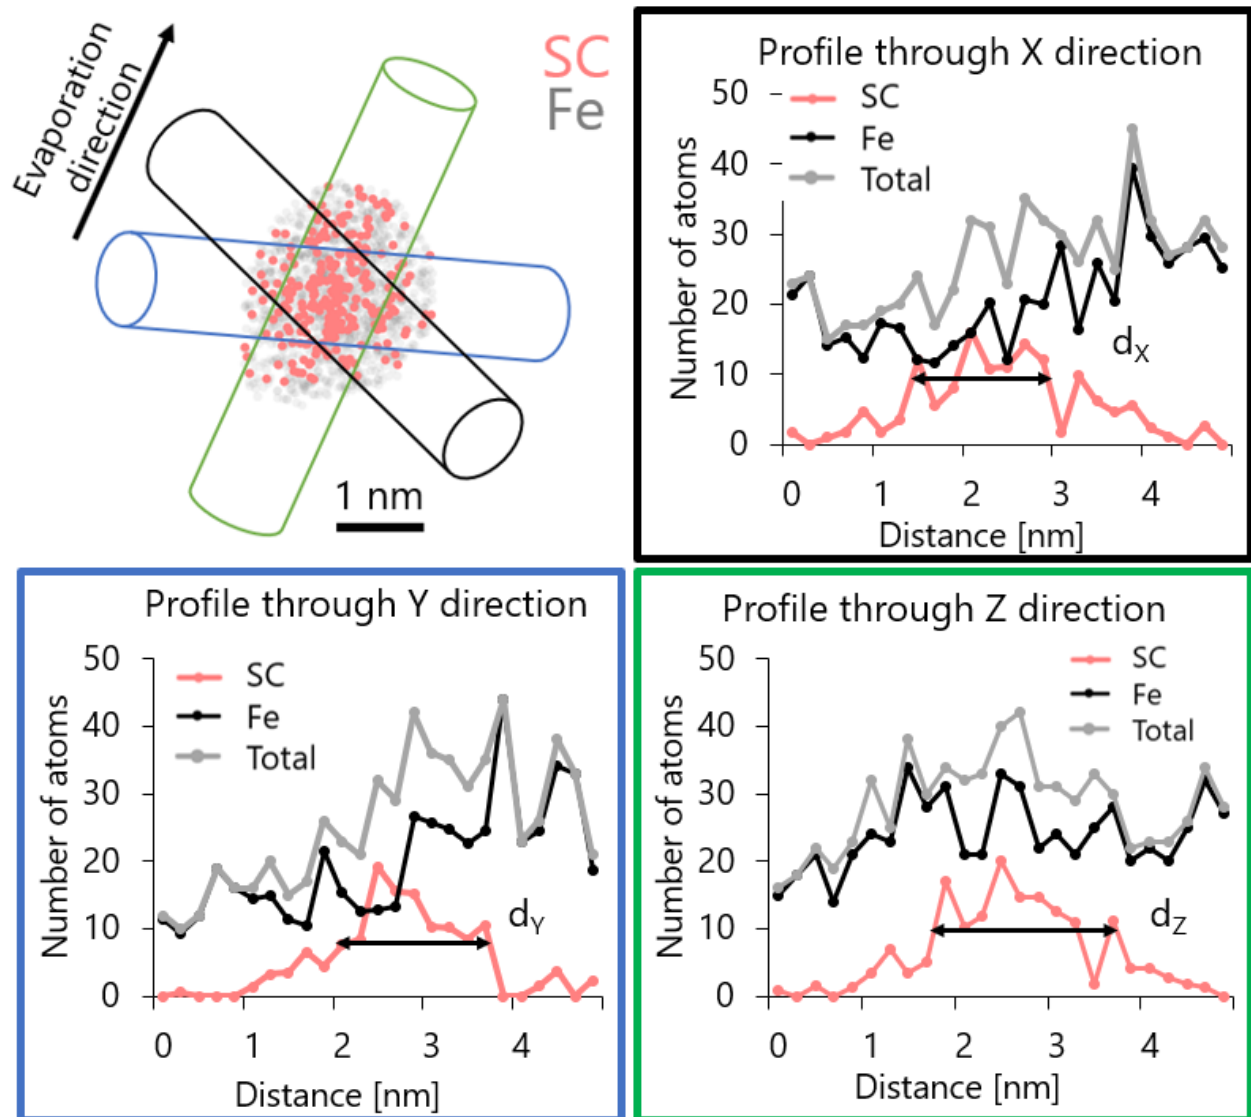 Evaporation
direction
SC
Fe
1 nm
Profile through X direction
SC
Fe
Total
Number of atoms
50
40
30
20
10
0
dX
0 1 2 3 4
Distance [nm]
Profile through Y direction
SC
Fe
Total
Number of atoms
50
40
30
20
10
0
dY
0 1 2 3 4
Distance [nm]
Profile through Z direction
SC
Fe
Total
Number of atoms
50
40
30
20
10
0
dZ
0 1 2 3 4
Distance [nm]